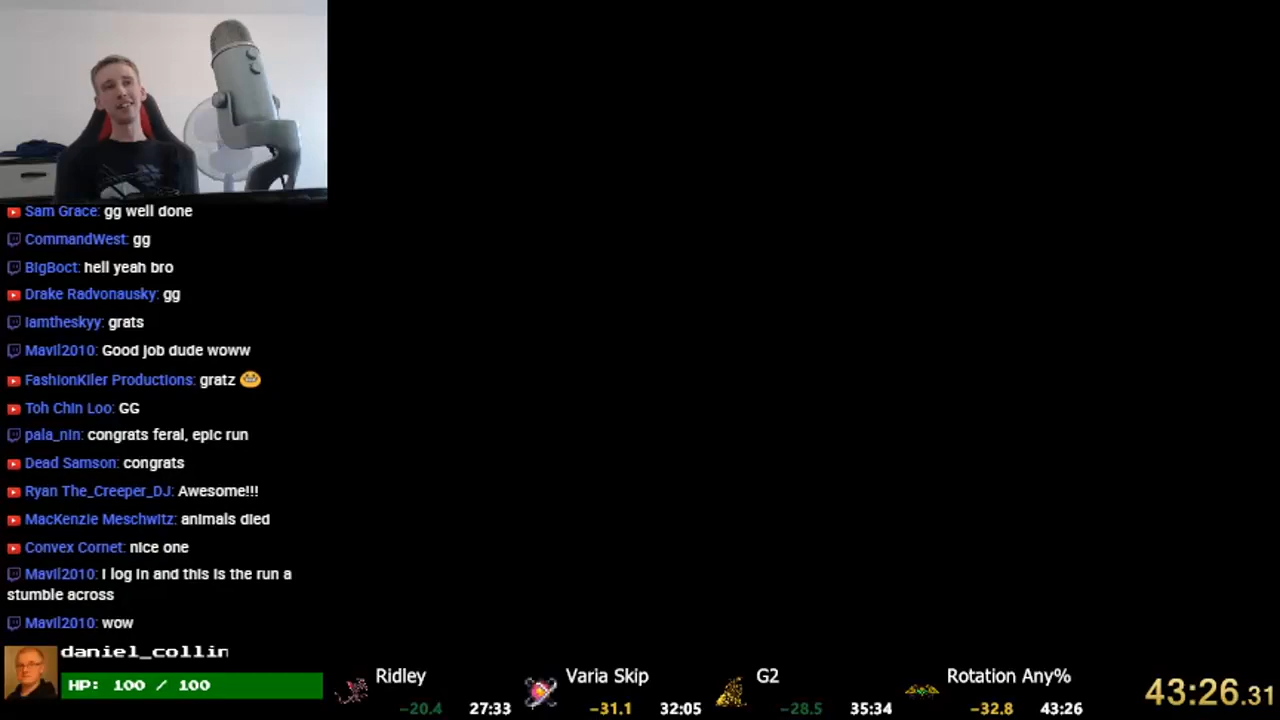 Sam Grace: gg well done
CommandWest: gg
BigBoct: hell yeah bro
Drake Radvonausky: gg
Iamtheskyy: grats
Mavil2010: Good job dude woww
FashionKiler Productions: gratz
Toh Chin Loo: GG
pala_nin: congrats feral, epic run
Dead Samson: congrats
Ryan The_Creeper_DJ: Awesome!!!
MacKenzie Meschwitz: animals died
Convex Cornet: nice one
Mavil2010: I log in and this is the run a
stumble across
Mavil2010: wow
daniel_collin
HP: 100 / 100
Ridley
-20.4 27:33
Varia Skip
-31.1 32:05
G2
-28.5 35:34
Rotation Any%
-32.8 43:26
43:26.31